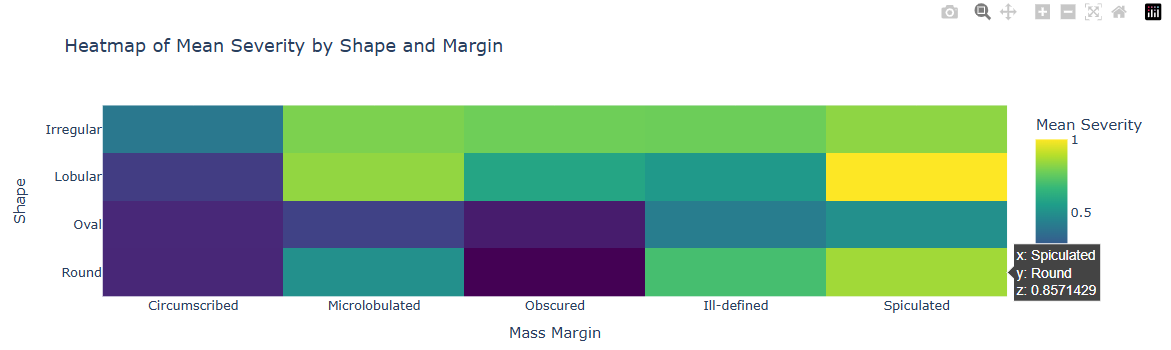 Heatmap of Mean Severity by Shape and Margin
Irregular
Lobular
Oval
Round
Shape
Circumscribed
Microlobulated
Obscured
Ill-defined
Spiculated
Mass Margin
Mean Severity
1
0.5
x: Spiculated
y: Round
z: 0.8571429